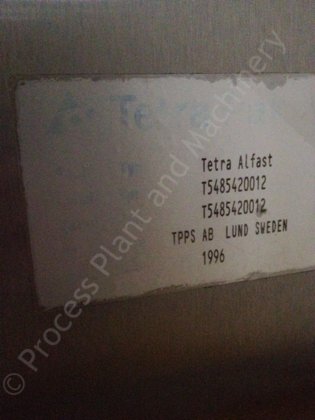 Tetra Alfast
T5485420012
T5485420012
TPPS AB LUND SWEDEN
1996
© Process Plant and Machinery